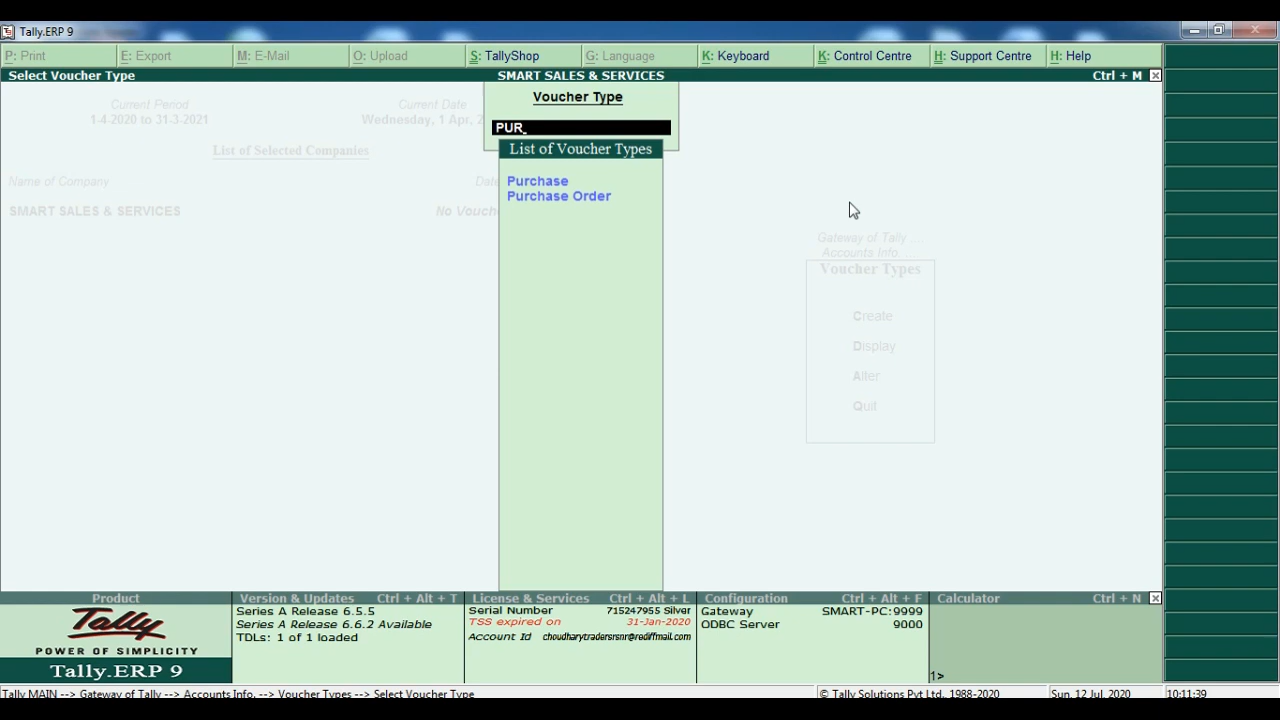 Tally.ERP 9
P: Print E: Export M: E-Mail O: Upload S: TallyShop G: Language K: Keyboard K: Control Centre H: Support Centre H: Help
Select Voucher Type SMART SALES & SERVICES Ctrl + M
Voucher Type
PUR
List of Voucher Types
Purchase
Purchase Order
Current Period Current Date
1-4-2020 to 31-3-2021 Wednesday, 1 Apr, 2
List of Selected Companies
Name of Company Date
SMART SALES & SERVICES No Vouch
Gateway of Tally ....
Accounts Info.
Voucher Types
Create
Display
Alter
Quit
Product
Tally
POWER OF SIMPLICITY
Tally.ERP 9
Version & Updates Ctrl + Alt + T
Series A Release 6.5.5
Series A Release 6.6.2 Available
TDLs: 1 of 1 loaded
License & Services Ctrl + Alt + L
Serial Number 715247955 Silver
TSS expired on 31-Jan-2020
Account Id choudharytradersrsnr@rediffmail.com
Configuration Ctrl + Alt + F
Gateway SMART-PC:9999
ODBC Server 9000
Calculator Ctrl + N
1>
Tally MAIN --> Gateway of Tally --> Accounts Info. --> Voucher Types --> Select Voucher Type © Tally Solutions Pvt Ltd., 1988-2020 Sun, 12 Jul, 2020 10:11:39